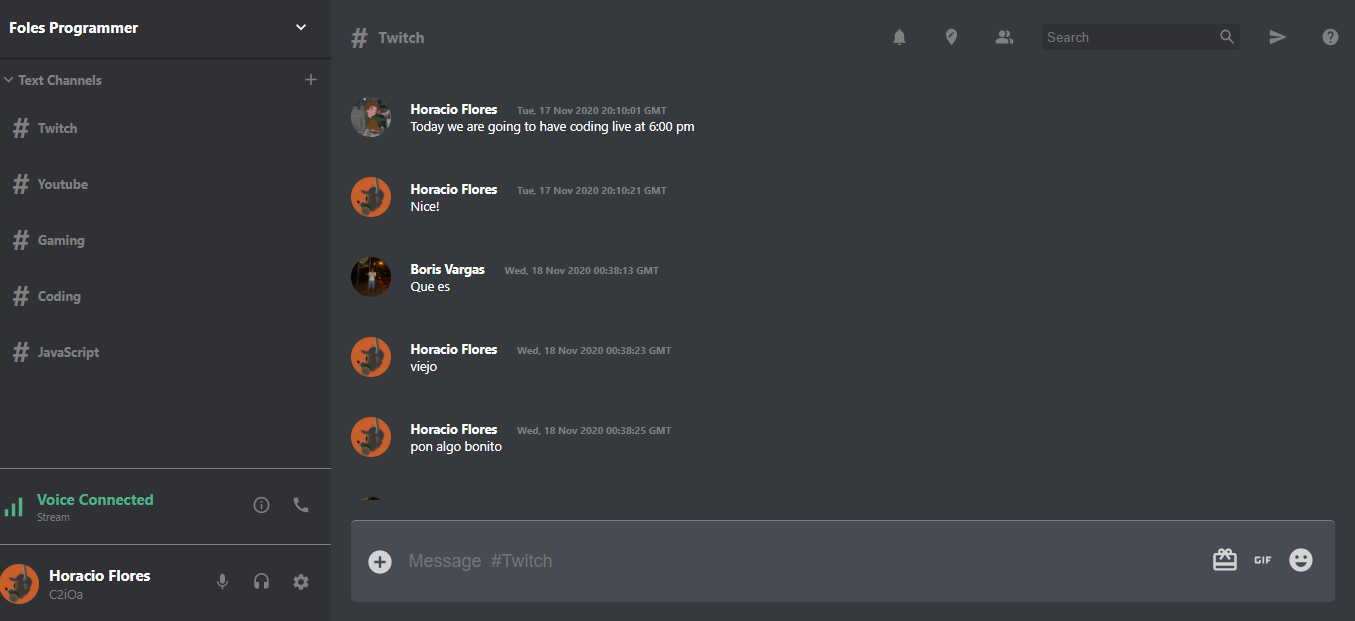 Foles Programmer
Text Channels
# Twitch
# Youtube
# Gaming
# Coding
# JavaScript
Voice Connected
Stream
Horacio Flores
C2iOa
# Twitch
Search
Horacio Flores Tue, 17 Nov 2020 20:10:01 GMT
Today we are going to have coding live at 6:00 pm
Horacio Flores Tue, 17 Nov 2020 20:10:21 GMT
Nice!
Boris Vargas Wed, 18 Nov 2020 00:38:13 GMT
Que es
Horacio Flores Wed, 18 Nov 2020 00:38:23 GMT
viejo
Horacio Flores Wed, 18 Nov 2020 00:38:25 GMT
pon algo bonito
Message #Twitch
GIF